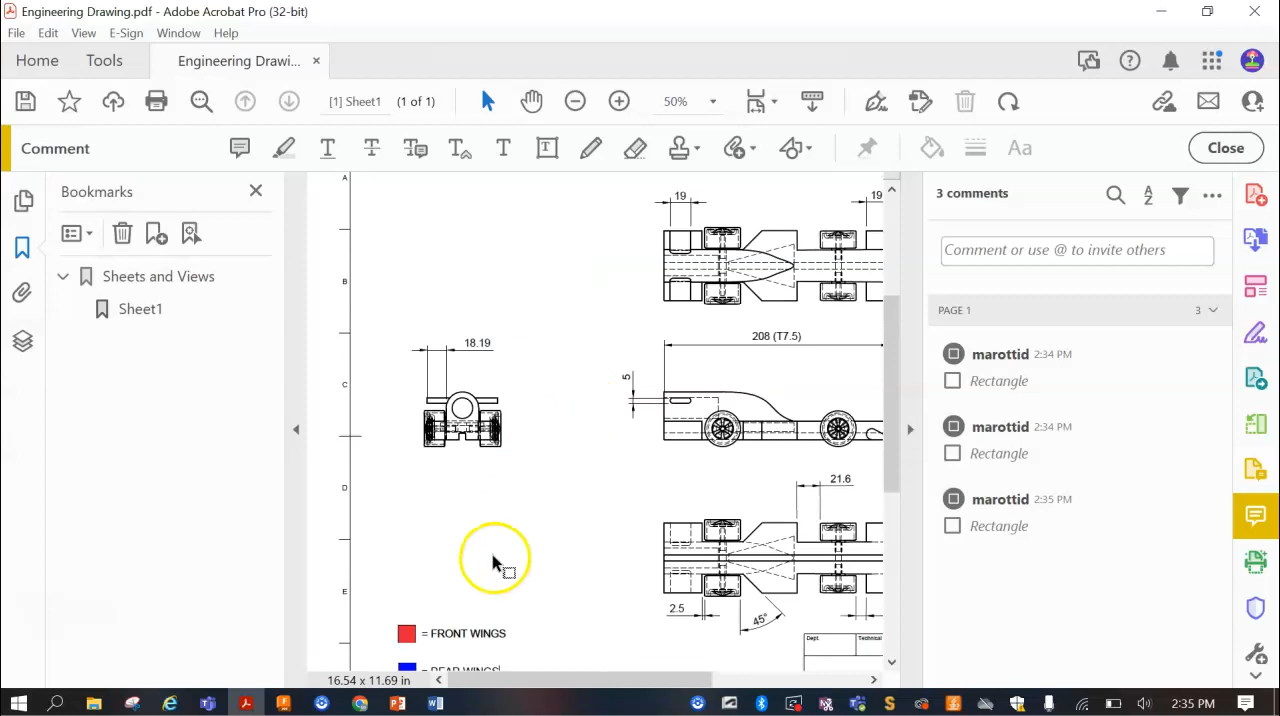 Engineering Drawing.pdf - Adobe Acrobat Pro (32-bit)
File Edit View E-Sign Window Help
Home Tools Engineering Drawi... ×
[1] Sheet1 (1 of 1) 50%
Comment Close
Bookmarks
Sheets and Views
Sheet1
A
B
C
D
E
19
19
18.19
208 (T7.5)
5
21.6
2.5
45°
= FRONT WINGS
= REAR WINGS
Dept. Technical
16.54 x 11.69 in
3 comments
Comment or use @ to invite others
PAGE 1 3
marottid 2:34 PM
Rectangle
marottid 2:34 PM
Rectangle
marottid 2:35 PM
Rectangle
2:35 PM